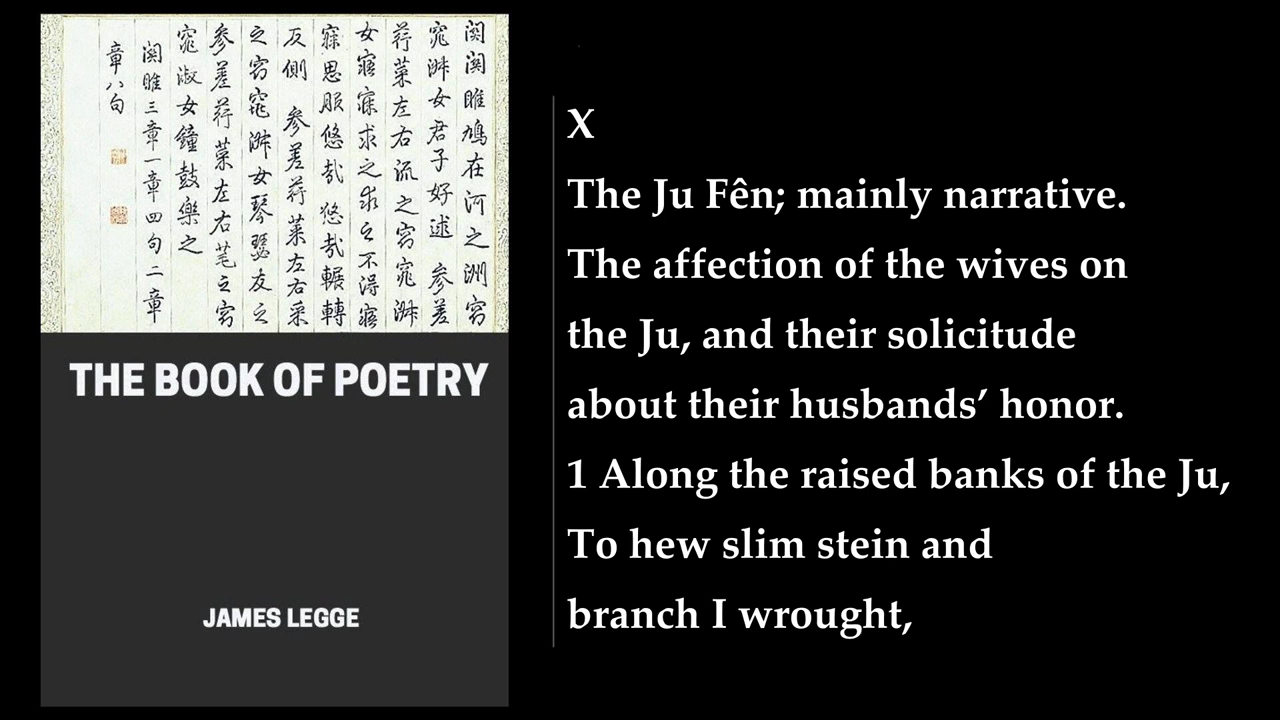 関関雎鳩在河之洲窈
窕淑女君子好逑 參差
荇菜左右流之窈窕淑
女寤寐求之求之不得寤
寐思服悠哉悠哉輾轉
反側 參差荇菜左右采
之窈窕淑女琴瑟友之
參差荇菜左右芼之窈
窕淑女鐘鼓樂之
関雎三章一章四句二章
章八句
THE BOOK OF POETRY
JAMES LEGGE
X
The Ju Fên; mainly narrative.
The affection of the wives on
the Ju, and their solicitude
about their husbands’ honor.
1 Along the raised banks of the Ju,
To hew slim stein and
branch I wrought,